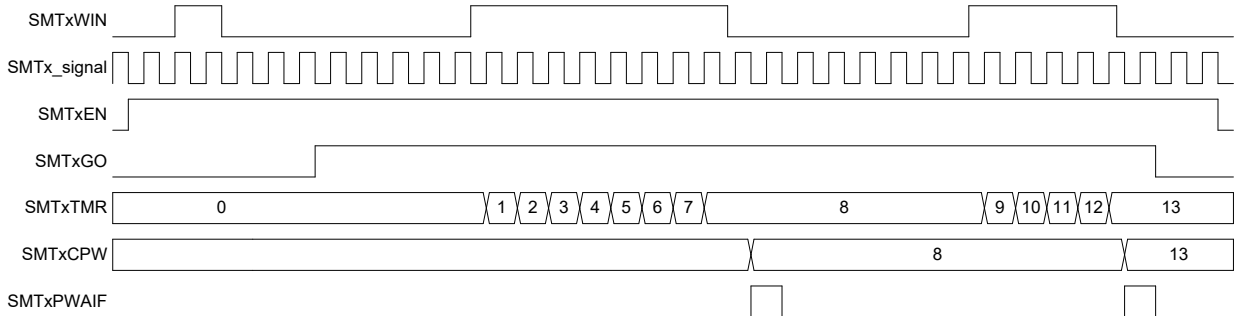 SMTxWIN
SMTx_signal
SMTxEN
SMTxGO
SMTxTMR 0 1 2 3 4 5 6 7 8 9 10 11 12 13
SMTxCPW 8 13
SMTxPWAIF